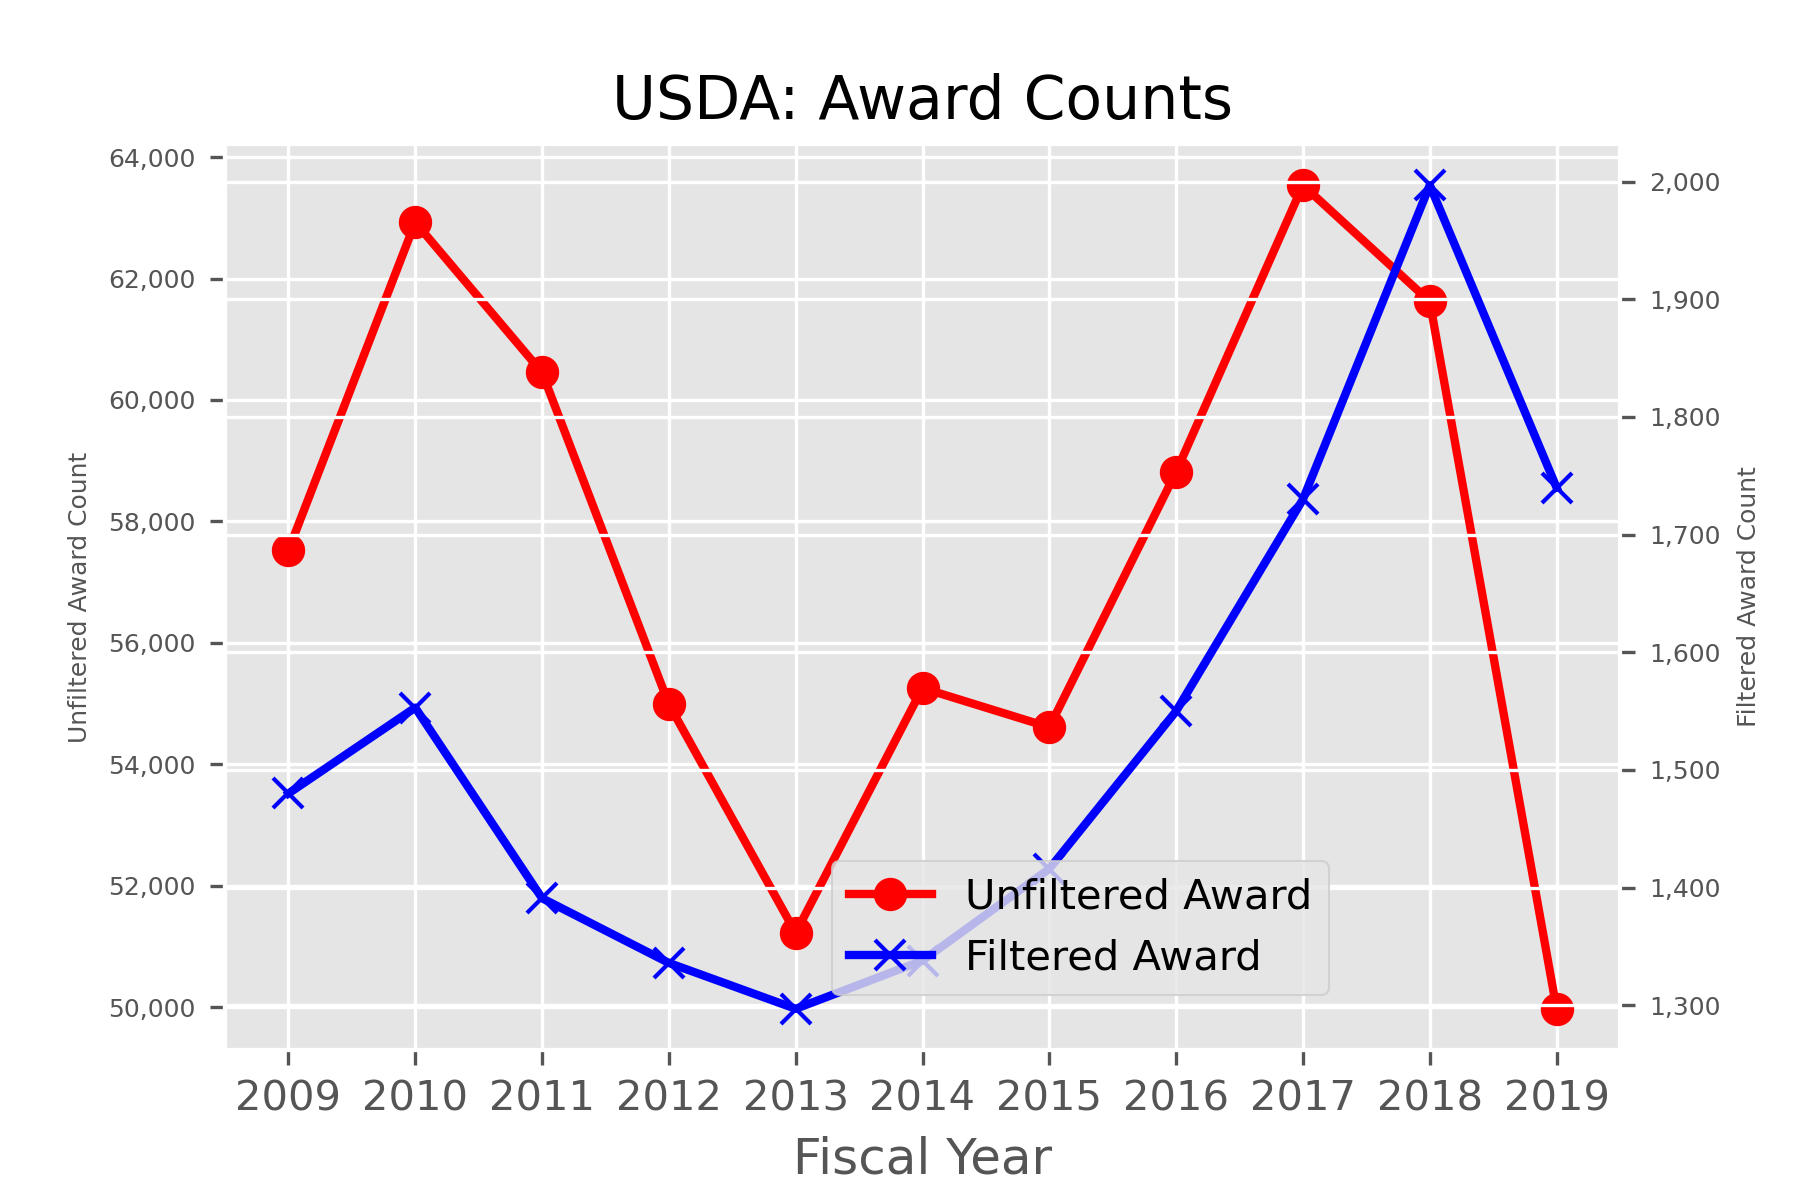 USDA: Award Counts
64,000
62,000
60,000
58,000
56,000
54,000
52,000
50,000
Unfiltered Award Count
2,000
1,900
1,800
1,700
1,600
1,500
1,400
1,300
Filtered Award Count
Unfiltered Award
Filtered Award
2009 2010 2011 2012 2013 2014 2015 2016 2017 2018 2019
Fiscal Year